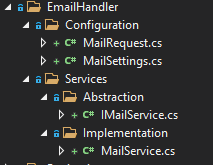 EmailHandler
Configuration
C# MailRequest.cs
C# MailSettings.cs
Services
Abstraction
C# IMailService.cs
Implementation
C# MailService.cs